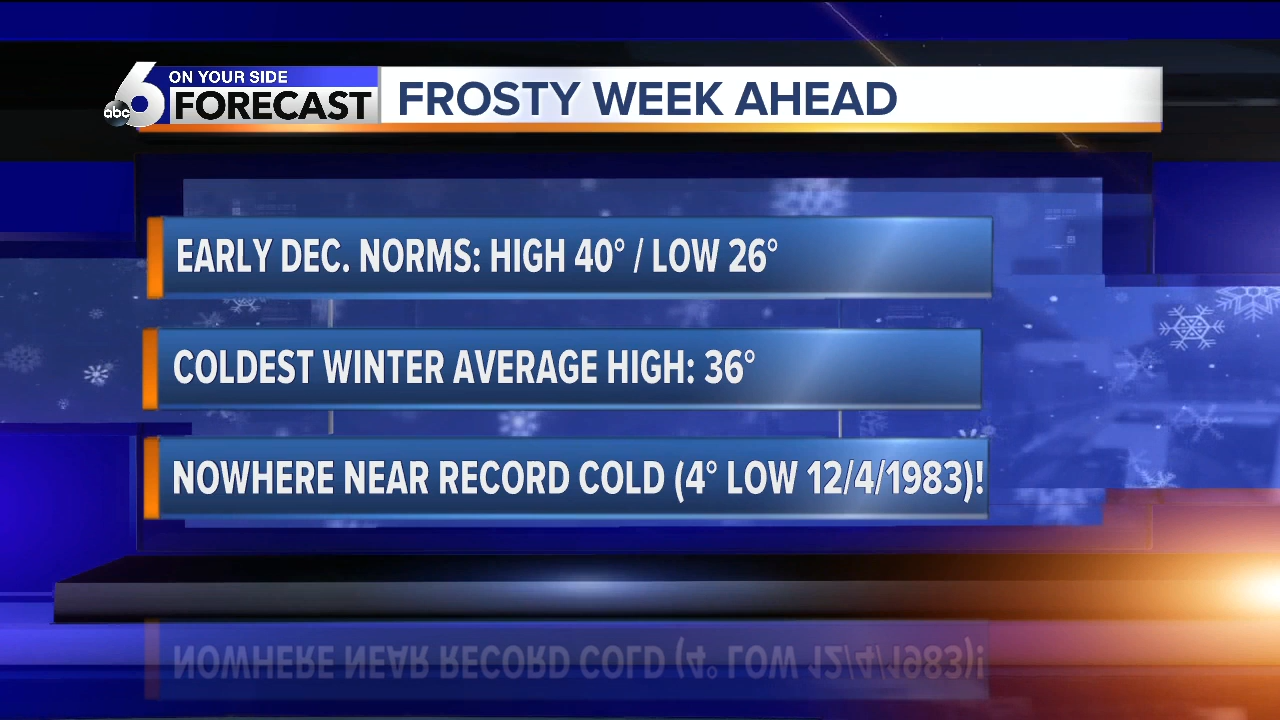 abc 6 ON YOUR SIDE
FORECAST
FROSTY WEEK AHEAD
EARLY DEC. NORMS: HIGH 40° / LOW 26°
COLDEST WINTER AVERAGE HIGH: 36°
NOWHERE NEAR RECORD COLD (4° LOW 12/4/1983)!